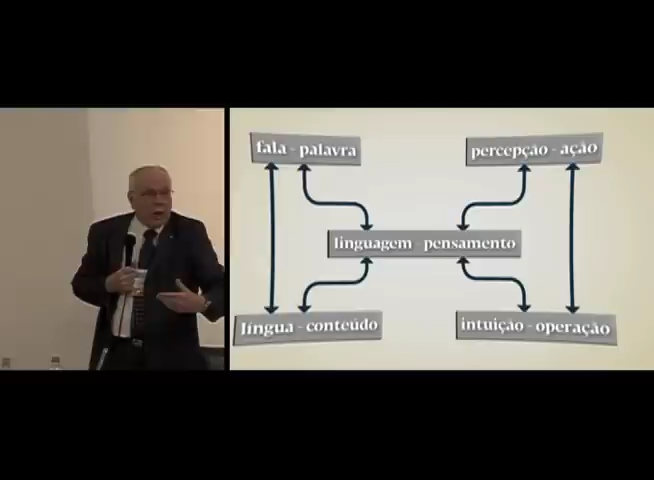 fala - palavra
percepção - ação
linguagem pensamento
língua - conteúdo
intuição - operação